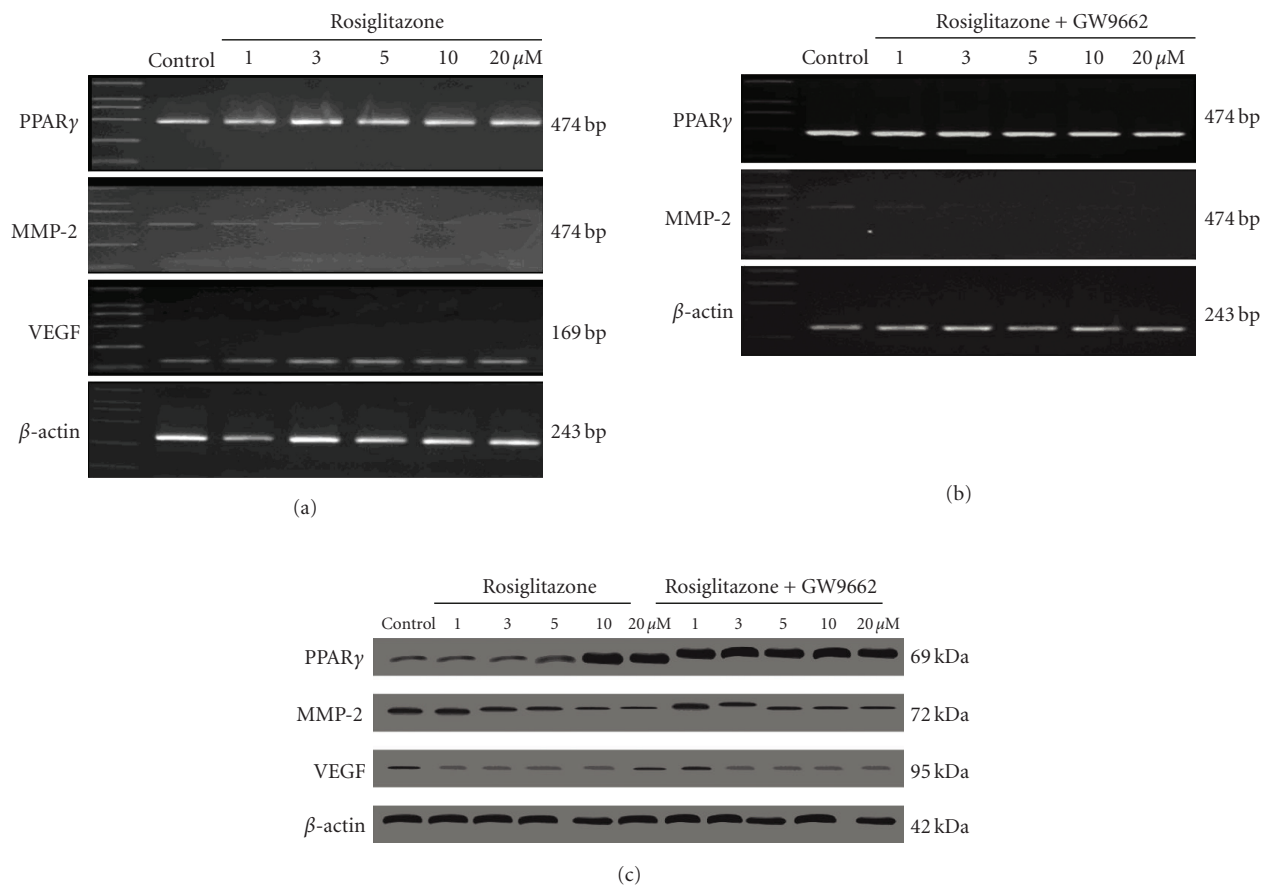 Rosiglitazone
Control 1 3 5 10 20 μM
PPARγ 474 bp
MMP-2 474 bp
VEGF 169 bp
β-actin 243 bp
(a)
Rosiglitazone + GW9662
Control 1 3 5 10 20 μM
PPARγ 474 bp
MMP-2 474 bp
β-actin 243 bp
(b)
Rosiglitazone Rosiglitazone + GW9662
Control 1 3 5 10 20 μM 1 3 5 10 20 μM
PPARγ 69 kDa
MMP-2 72 kDa
VEGF 95 kDa
β-actin 42 kDa
(c)